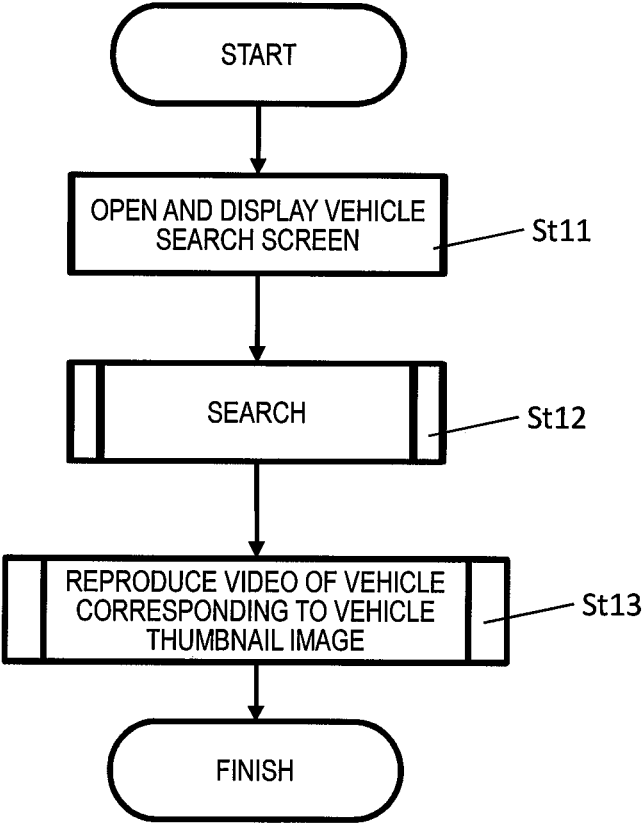 START
OPEN AND DISPLAY VEHICLE
SEARCH SCREEN
St11
SEARCH
St12
REPRODUCE VIDEO OF VEHICLE
CORRESPONDING TO VEHICLE
THUMBNAIL IMAGE
St13
FINISH